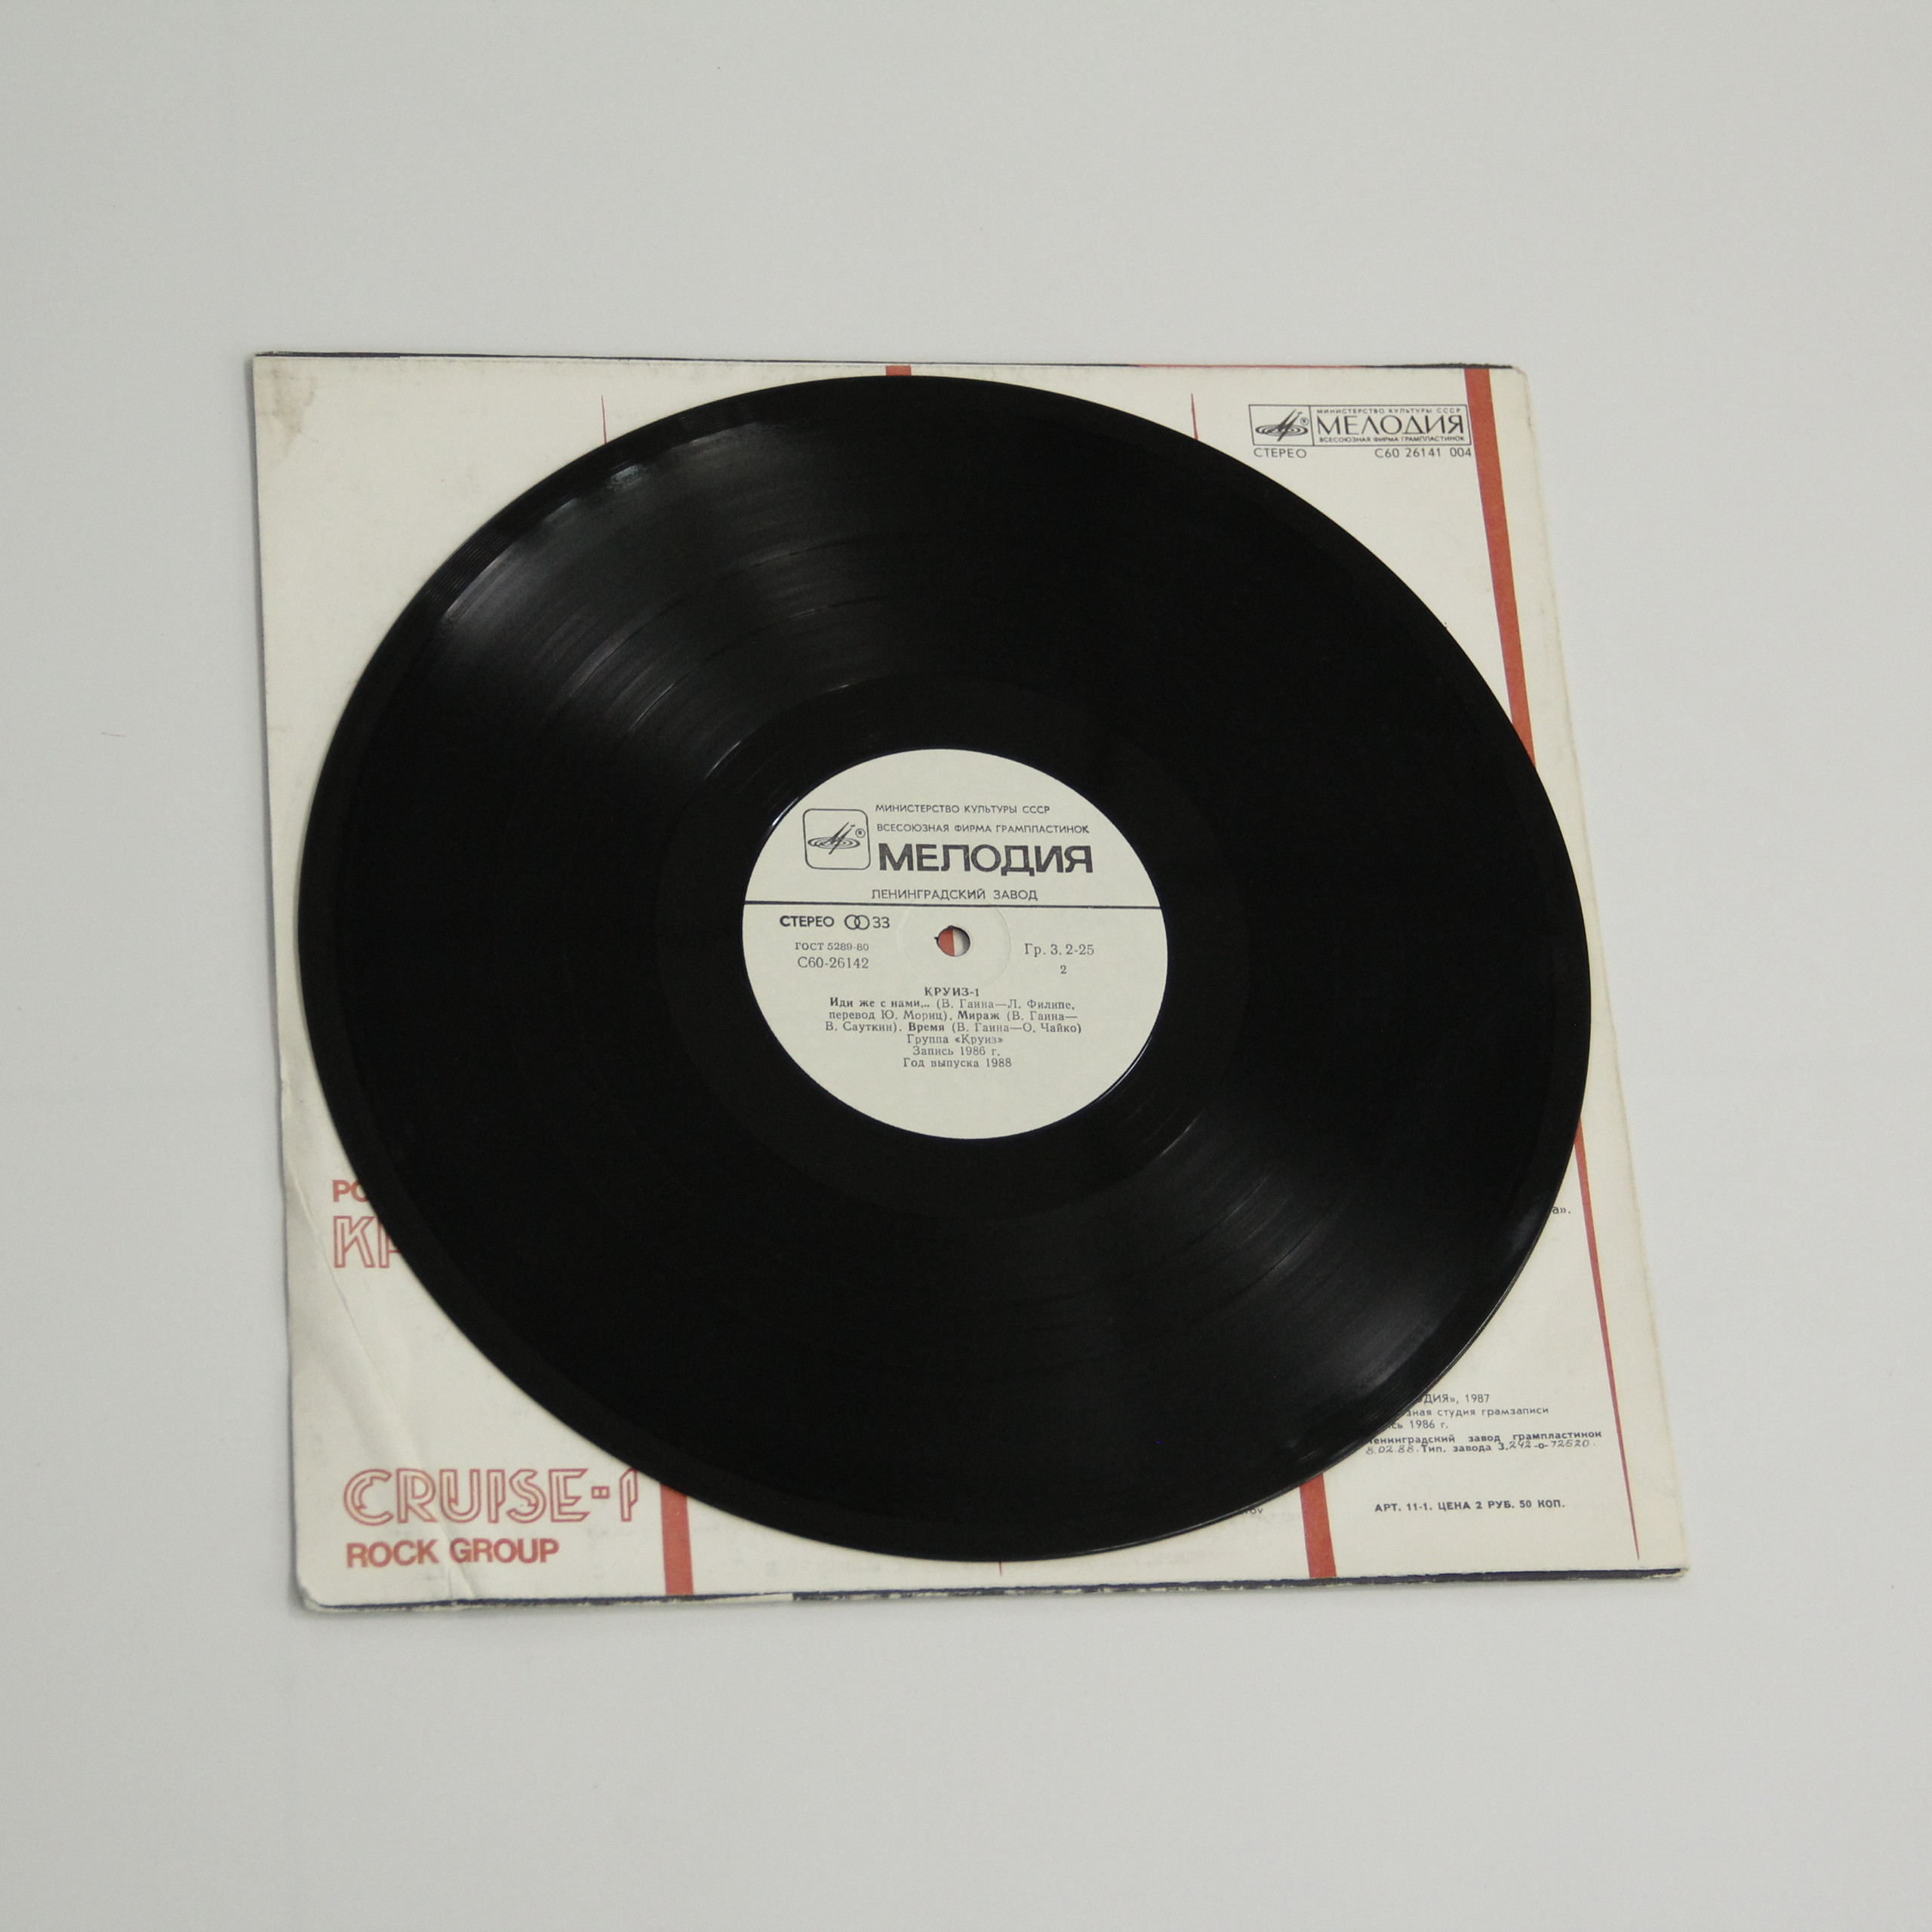 МИНИСТЕРСТВО КУЛЬТУРЫ СССР
МЕЛОДИЯ
ВСЕСОЮЗНАЯ ФИРМА ГРАМПЛАСТИНОК
СТЕРЕО С60 26141 004
МИНИСТЕРСТВО КУЛЬТУРЫ СССР
ВСЕСОЮЗНАЯ ФИРМА ГРАМПЛАСТИНОК
МЕЛОДИЯ
ЛЕНИНГРАДСКИЙ ЗАВОД
СТЕРЕО 33
ГОСТ 5289-80
С60-26142
Гр. 3. 2-25
2
КРУИЗ-1
Иди же с нами... (В. Гаина—Л. Филипе,
перевод Ю. Мориц), Мираж (В. Гаина—
В. Сауткин). Время (В. Гаина—О. Чайко)
Группа «Круиз»
Запись 1986 г.
Год выпуска 1988
CRUISE-1
ROCK GROUP
1987
студия грамзаписи
1986 г.
завод грампластинок
8.02.88. Тип. завода З.242-о-72520.
АРТ. 11-1. ЦЕНА 2 РУБ. 50 КОП.